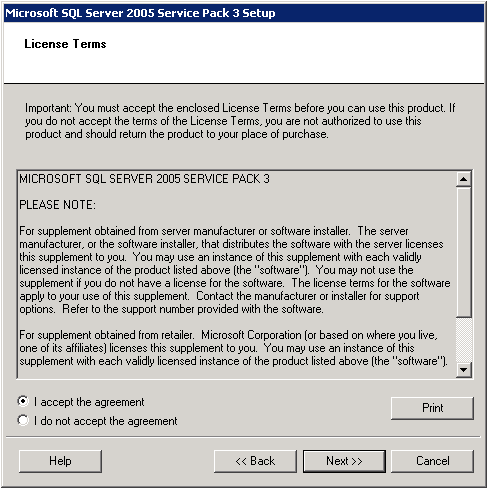 Microsoft SQL Server 2005 Service Pack 3 Setup
License Terms
Important: You must accept the enclosed License Terms before you can use this product. If
you do not accept the terms of the License Terms, you are not authorized to use this
product and should return the product to your place of purchase.
MICROSOFT SQL SERVER 2005 SERVICE PACK 3
PLEASE NOTE:
For supplement obtained from server manufacturer or software installer.  The server
manufacturer, or the software installer, that distributes the software with the server licenses
this supplement to you.  You may use an instance of this supplement with each validly
licensed instance of the product listed above (the "software").  You may not use the
supplement if you do not have a license for the software.  The license terms for the software
apply to your use of this supplement.  Contact the manufacturer or installer for support
options.  Refer to the support number provided with the software.
For supplement obtained from retailer.  Microsoft Corporation (or based on where you live,
one of its affiliates) licenses this supplement to you.  You may use an instance of this
supplement with each validly licensed instance of the product listed above (the "software").
I accept the agreement
I do not accept the agreement
Print
Help
<< Back
Next >>
Cancel